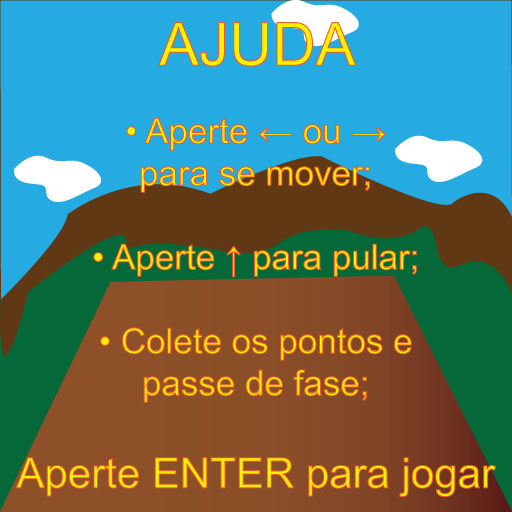 AJUDA
• Aperte ← ou →
para se mover;
• Aperte ↑ para pular;
• Colete os pontos e
passe de fase;
Aperte ENTER para jogar